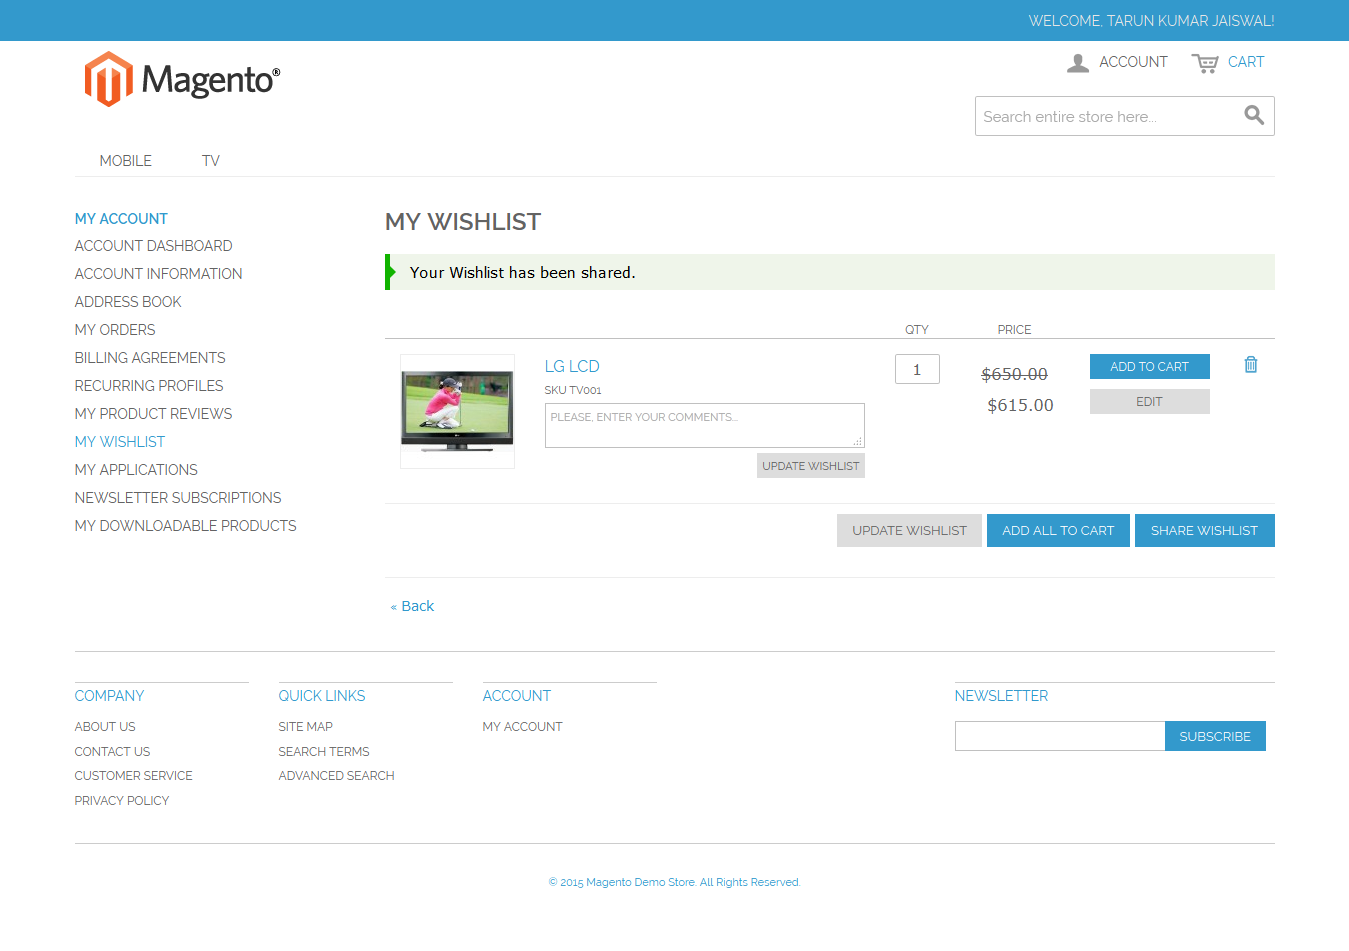 WELCOME, TARUN KUMAR JAISWAL!
Magento®
ACCOUNT
CART
Search entire store here...
MOBILE
TV
MY ACCOUNT
ACCOUNT DASHBOARD
ACCOUNT INFORMATION
ADDRESS BOOK
MY ORDERS
BILLING AGREEMENTS
RECURRING PROFILES
MY PRODUCT REVIEWS
MY WISHLIST
MY APPLICATIONS
NEWSLETTER SUBSCRIPTIONS
MY DOWNLOADABLE PRODUCTS
MY WISHLIST
Your Wishlist has been shared.
QTY
PRICE
LG LCD
SKU TV001
PLEASE, ENTER YOUR COMMENTS...
UPDATE WISHLIST
1
$650.00
$615.00
ADD TO CART
EDIT
UPDATE WISHLIST
ADD ALL TO CART
SHARE WISHLIST
« Back
COMPANY
ABOUT US
CONTACT US
CUSTOMER SERVICE
PRIVACY POLICY
QUICK LINKS
SITE MAP
SEARCH TERMS
ADVANCED SEARCH
ACCOUNT
MY ACCOUNT
NEWSLETTER
SUBSCRIBE
© 2015 Magento Demo Store. All Rights Reserved.